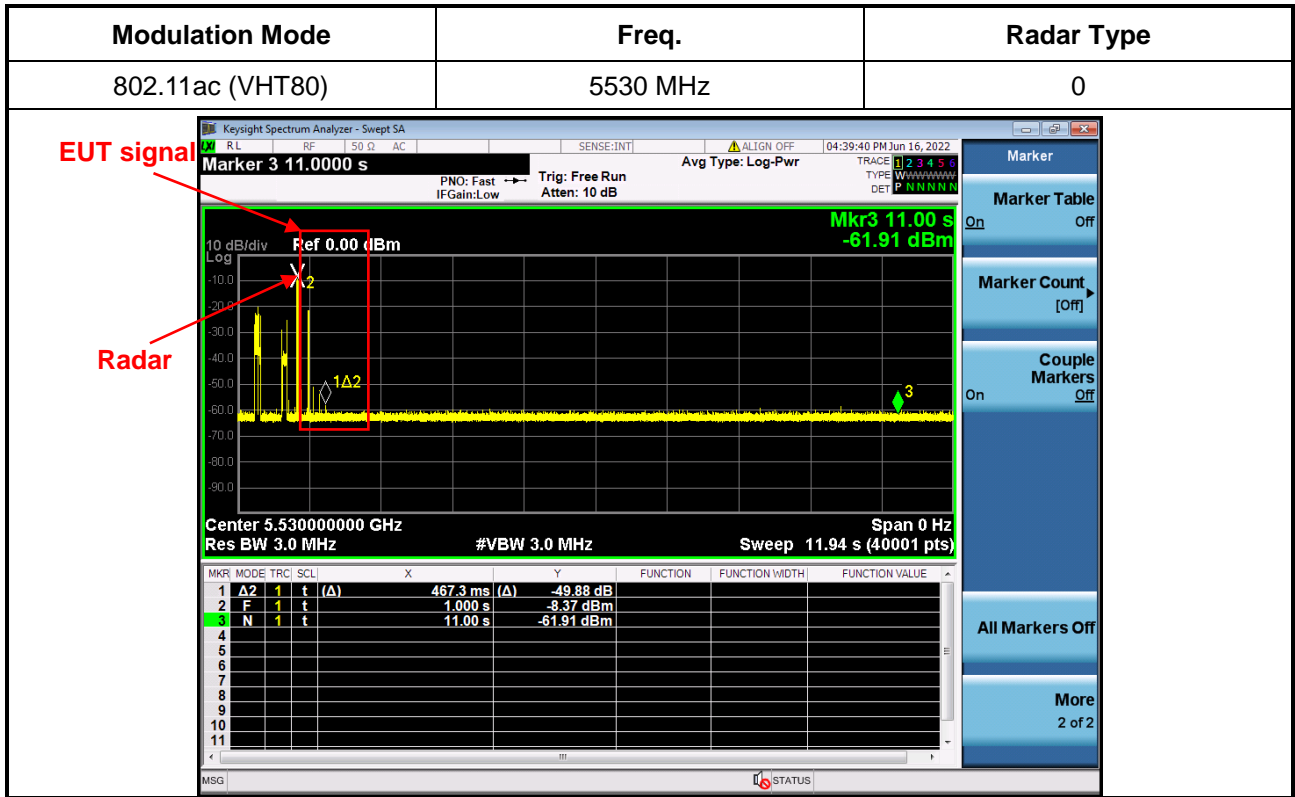 Modulation Mode Freq. Radar Type
802.11ac (VHT80) 5530 MHz 0
Keysight Spectrum Analyzer - Swept SA
EUT signal
RL RF 50 Ω AC SENSE:INT ALIGN OFF 04:39:40 PM Jun 16, 2022
Marker 3 11.0000 s
Avg Type: Log-Pwr
TRACE 1 2 3 4 5 6
PNO: Fast Trig: Free Run
TYPE WWWWWW
IFGain:Low Atten: 10 dB
DET P N N N N N
Mkr3 11.00 s
-61.91 dBm
10 dB/div Ref 0.00 dBm
Log
-10.0
-20.0
-30.0
-40.0
-50.0
-60.0
-70.0
-80.0
-90.0
X2
1Δ2
3
Radar
Center 5.530000000 GHz Span 0 Hz
Res BW 3.0 MHz #VBW 3.0 MHz Sweep 11.94 s (40001 pts)
MKR MODE TRC SCL X Y FUNCTION FUNCTION WIDTH FUNCTION VALUE
1 Δ2 1 t (Δ) 467.3 ms (Δ) -49.88 dB
2 F 1 t 1.000 s -8.37 dBm
3 N 1 t 11.00 s -61.91 dBm
4
5
6
7
8
9
10
11
MSG STATUS
Marker
Marker Table
On Off
Marker Count
[Off]
Couple
Markers
On Off
All Markers Off
More
2 of 2